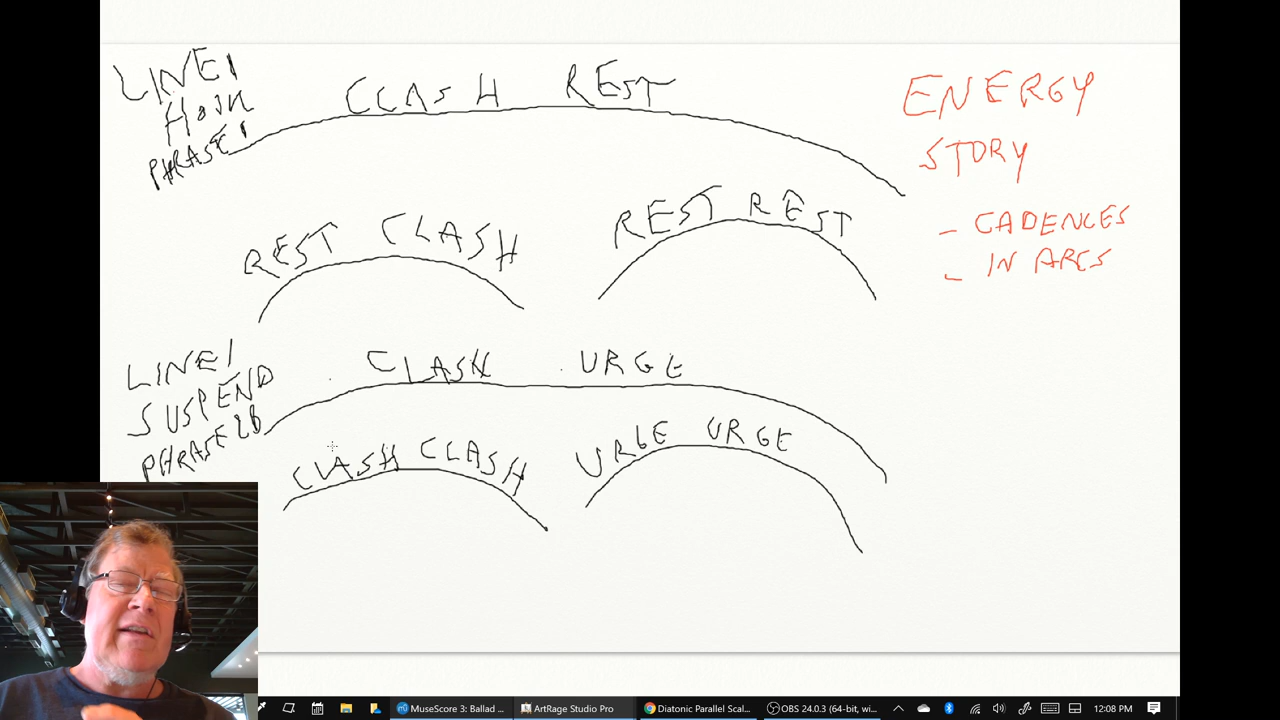 LINE 1
HOOK
PHRASE 1
CLASH REST
REST CLASH
REST REST
ENERGY
STORY
- CADENCES
- IN ARCS
LINE 1
SUSPEND
PHRASE 2B
CLASH URGE
CLASH CLASH
URGE URGE
MuseScore 3: Ballad ...
ArtRage Studio Pro
Diatonic Parallel Scal...
OBS 24.0.3 (64-bit, wi...
12:08 PM